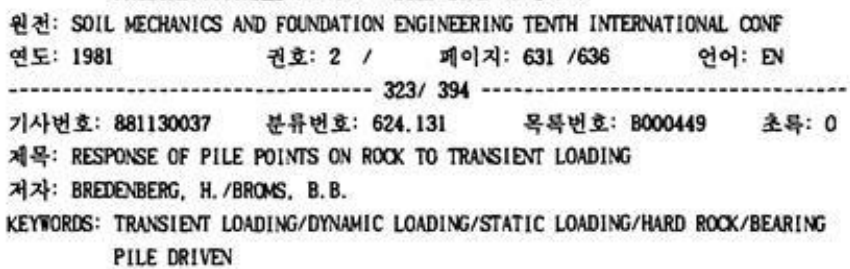 원전: SOIL MECHANICS AND FOUNDATION ENGINEERING TENTH INTERNATIONAL CONF
연도: 1981 권호: 2 / 페이지: 631 /636 언어: EN
---------------------------------- 323/ 394 ----------------------------------
기사번호: 881130037 분류번호: 624.131 목록번호: B000449 초록: 0
제목: RESPONSE OF PILE POINTS ON ROCK TO TRANSIENT LOADING
저자: BREDENBERG, H./BROMS, B.B.
KEYWORDS: TRANSIENT LOADING/DYNAMIC LOADING/STATIC LOADING/HARD ROCK/BEARING
PILE DRIVEN